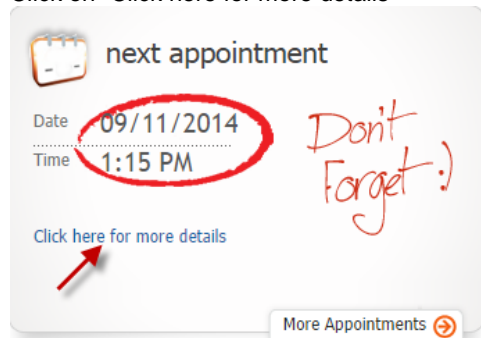 Click on "Click here for more details"
next appointment
Date 09/11/2014
Time 1:15 PM
Don't
Forget :)
Click here for more details
More Appointments